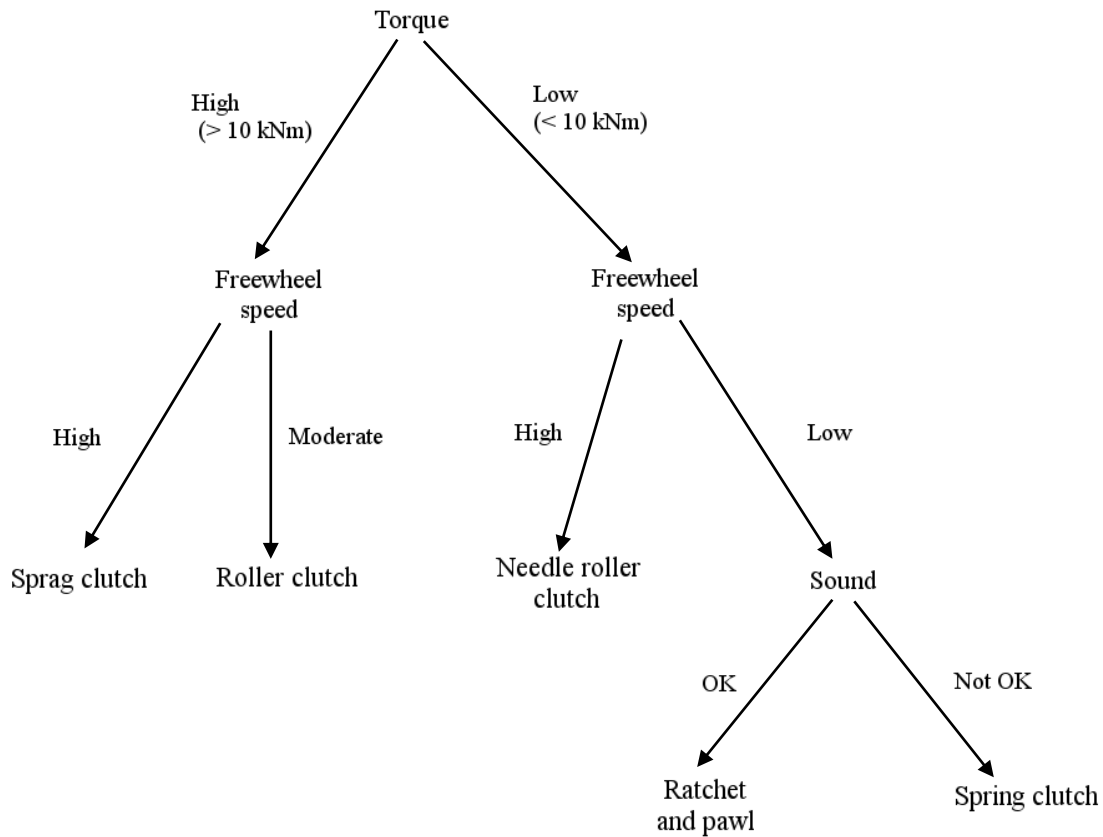 Torque
High
(> 10 kNm)
Low
(< 10 kNm)
Freewheel
speed
Freewheel
speed
High
Moderate
High
Low
Sprag clutch
Roller clutch
Needle roller
clutch
Sound
OK
Not OK
Ratchet
and pawl
Spring clutch